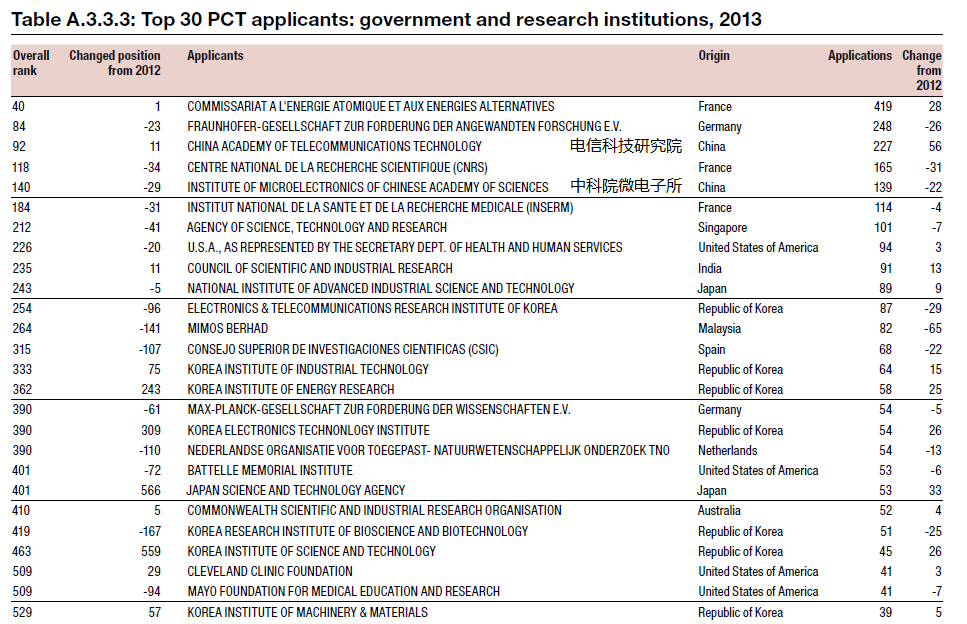 Table A.3.3.3: Top 30 PCT applicants: government and research institutions, 2013
Overall rank Changed position from 2012 Applicants Origin Applications Change from 2012
40 1 COMMISSARIAT A L'ENERGIE ATOMIQUE ET AUX ENERGIES ALTERNATIVES France 419 28
84 -23 FRAUNHOFER-GESELLSCHAFT ZUR FORDERUNG DER ANGEWANDTEN FORSCHUNG E.V. Germany 248 -26
92 11 CHINA ACADEMY OF TELECOMMUNICATIONS TECHNOLOGY 电信科技研究院 China 227 56
118 -34 CENTRE NATIONAL DE LA RECHERCHE SCIENTIFIQUE (CNRS) France 165 -31
140 -29 INSTITUTE OF MICROELECTRONICS OF CHINESE ACADEMY OF SCIENCES 中科院微电子所 China 139 -22
184 -31 INSTITUT NATIONAL DE LA SANTE ET DE LA RECHERCHE MEDICALE (INSERM) France 114 -4
212 -41 AGENCY OF SCIENCE, TECHNOLOGY AND RESEARCH Singapore 101 -7
226 -20 U.S.A., AS REPRESENTED BY THE SECRETARY DEPT. OF HEALTH AND HUMAN SERVICES United States of America 94 3
235 11 COUNCIL OF SCIENTIFIC AND INDUSTRIAL RESEARCH India 91 13
243 -5 NATIONAL INSTITUTE OF ADVANCED INDUSTRIAL SCIENCE AND TECHNOLOGY Japan 89 9
254 -96 ELECTRONICS & TELECOMMUNICATIONS RESEARCH INSTITUTE OF KOREA Republic of Korea 87 -29
264 -141 MIMOS BERHAD Malaysia 82 -65
315 -107 CONSEJO SUPERIOR DE INVESTIGACIONES CIENTIFICAS (CSIC) Spain 68 -22
333 75 KOREA INSTITUTE OF INDUSTRIAL TECHNOLOGY Republic of Korea 64 15
362 243 KOREA INSTITUTE OF ENERGY RESEARCH Republic of Korea 58 25
390 -61 MAX-PLANCK-GESELLSCHAFT ZUR FORDERUNG DER WISSENSCHAFTEN E.V. Germany 54 -5
390 309 KOREA ELECTRONICS TECHNONLOGY INSTITUTE Republic of Korea 54 26
390 -110 NEDERLANDSE ORGANISATIE VOOR TOEGEPAST- NATUURWETENSCHAPPELIJK ONDERZOEK TNO Netherlands 54 -13
401 -72 BATTELLE MEMORIAL INSTITUTE United States of America 53 -6
401 566 JAPAN SCIENCE AND TECHNOLOGY AGENCY Japan 53 33
410 5 COMMONWEALTH SCIENTIFIC AND INDUSTRIAL RESEARCH ORGANISATION Australia 52 4
419 -167 KOREA RESEARCH INSTITUTE OF BIOSCIENCE AND BIOTECHNOLOGY Republic of Korea 51 -25
463 559 KOREA INSTITUTE OF SCIENCE AND TECHNOLOGY Republic of Korea 45 26
509 29 CLEVELAND CLINIC FOUNDATION United States of America 41 3
509 -94 MAYO FOUNDATION FOR MEDICAL EDUCATION AND RESEARCH United States of America 41 -7
529 57 KOREA INSTITUTE OF MACHINERY & MATERIALS Republic of Korea 39 5